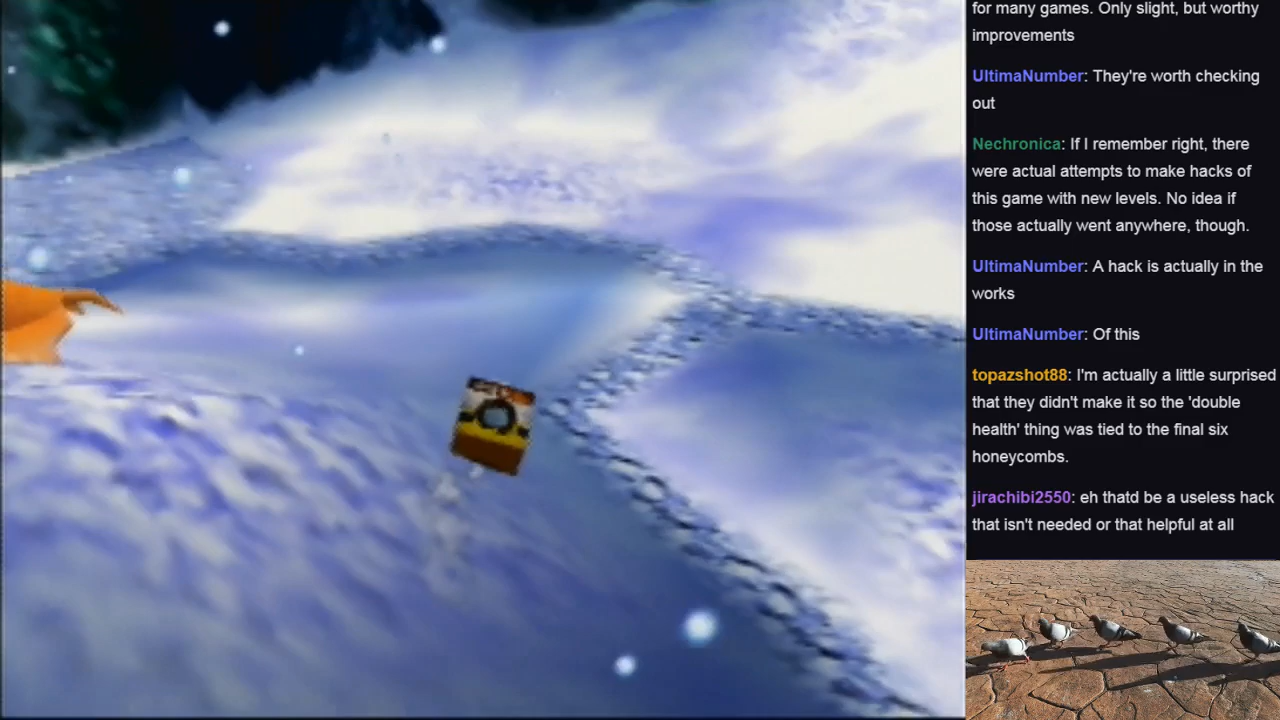 for many games. Only slight, but worthy
improvements
UltimaNumber: They're worth checking
out
Nechronica: If I remember right, there
were actual attempts to make hacks of
this game with new levels. No idea if
those actually went anywhere, though.
UltimaNumber: A hack is actually in the
works
UltimaNumber: Of this
topazshot88: I'm actually a little surprised
that they didn't make it so the 'double
health' thing was tied to the final six
honeycombs.
jirachibi2550: eh thatd be a useless hack
that isn't needed or that helpful at all